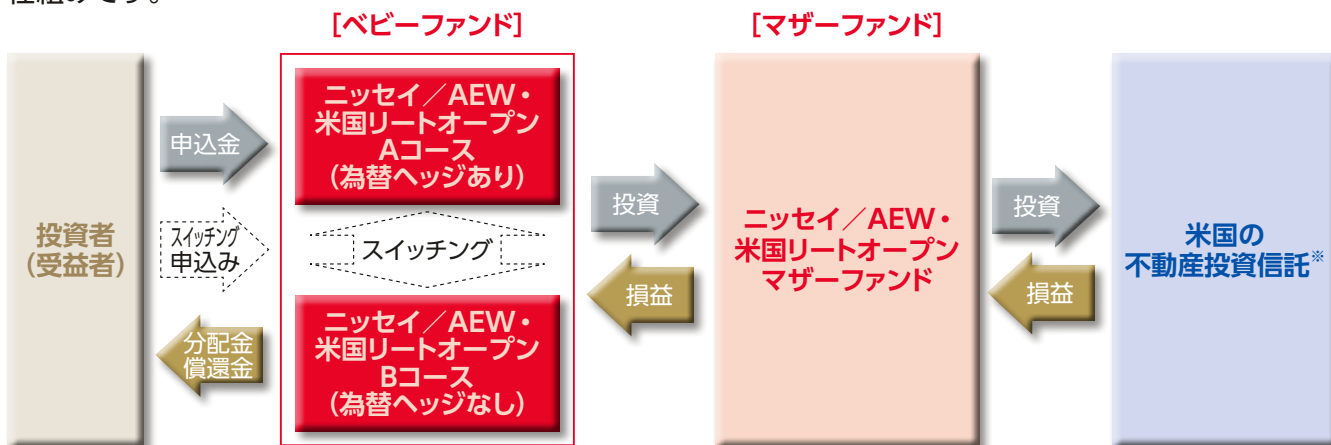 仕組みです。
[ベビーファンド]
[マザーファンド]
投資者
(受益者)
申込金
スイッチング
申込み
分配金
償還金
ニッセイ／AEW・
米国リートオープン
Aコース
(為替ヘッジあり)
スイッチング
ニッセイ／AEW・
米国リートオープン
Bコース
(為替ヘッジなし)
投資
損益
ニッセイ／AEW・
米国リートオープン
マザーファンド
投資
損益
米国の
不動産投資信託※